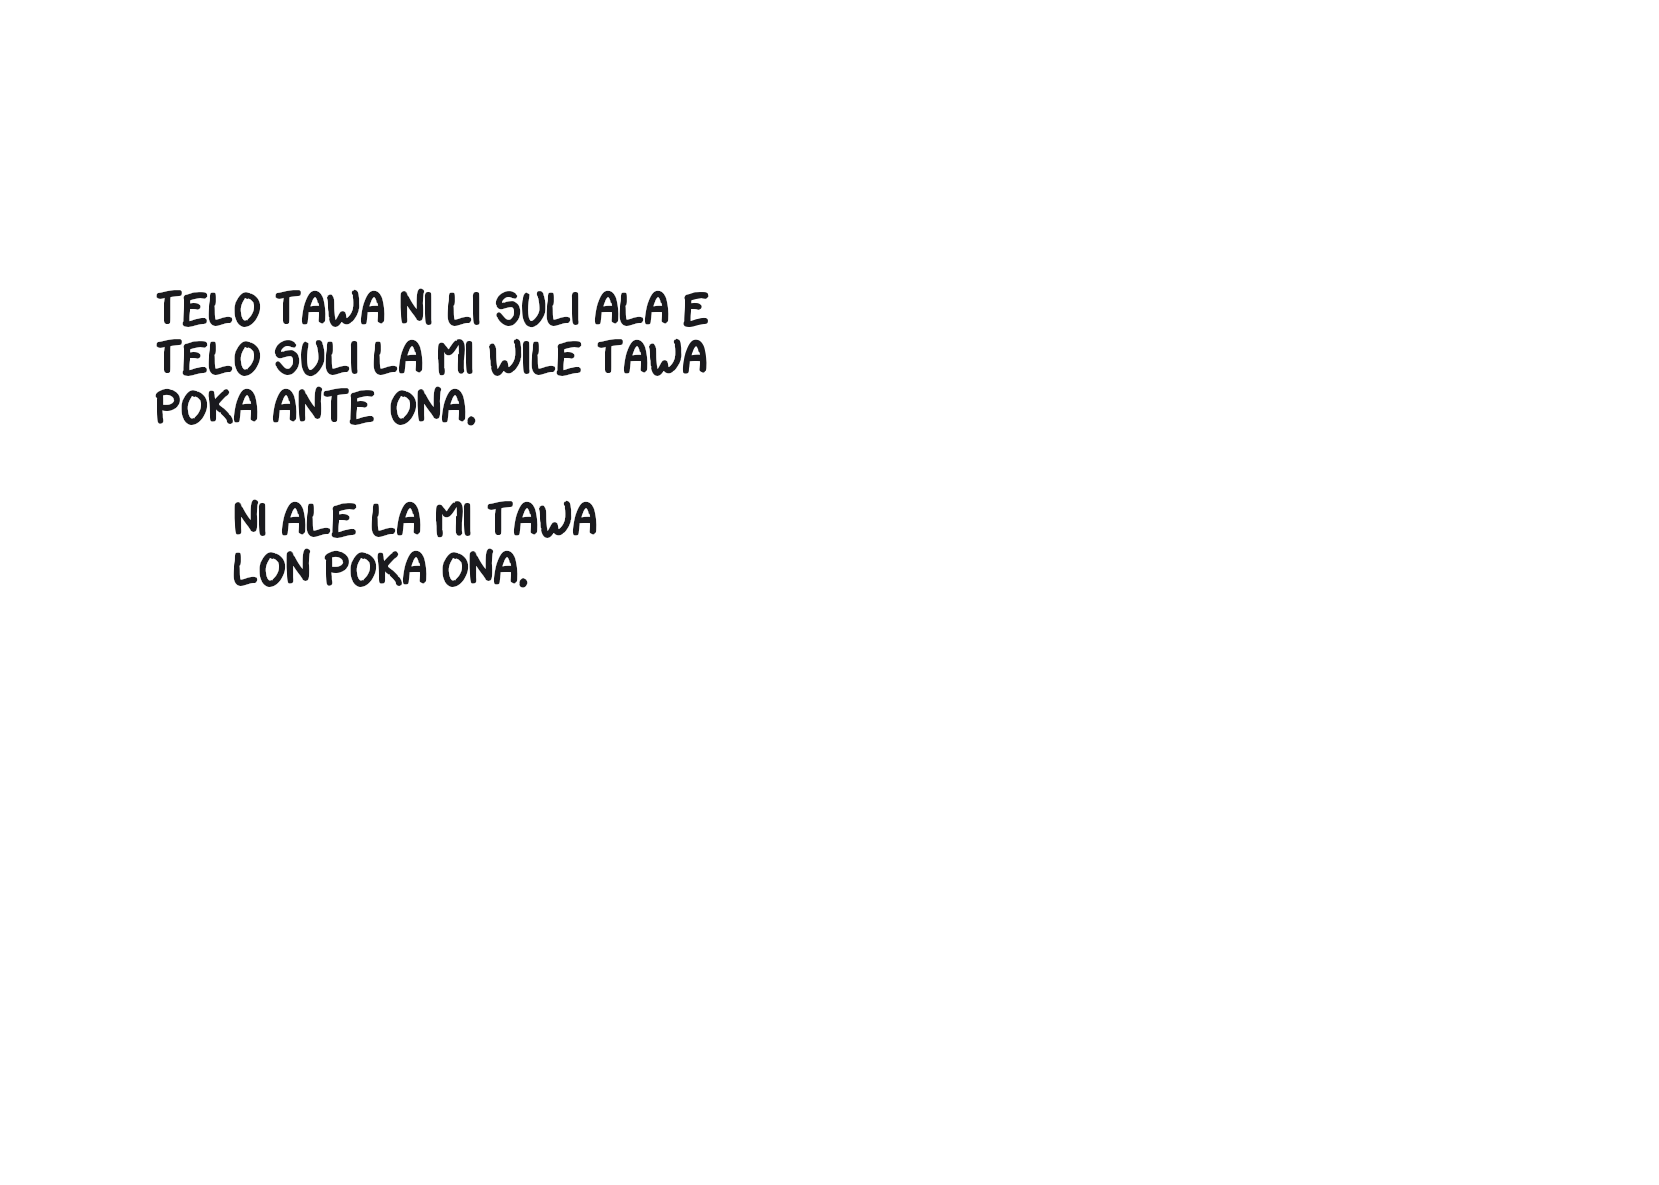 TELO TAWA NI LI SULI ALA E
TELO SULI LA MI WILE TAWA
POKA ANTE ONA.
NI ALE LA MI TAWA
LON POKA ONA.